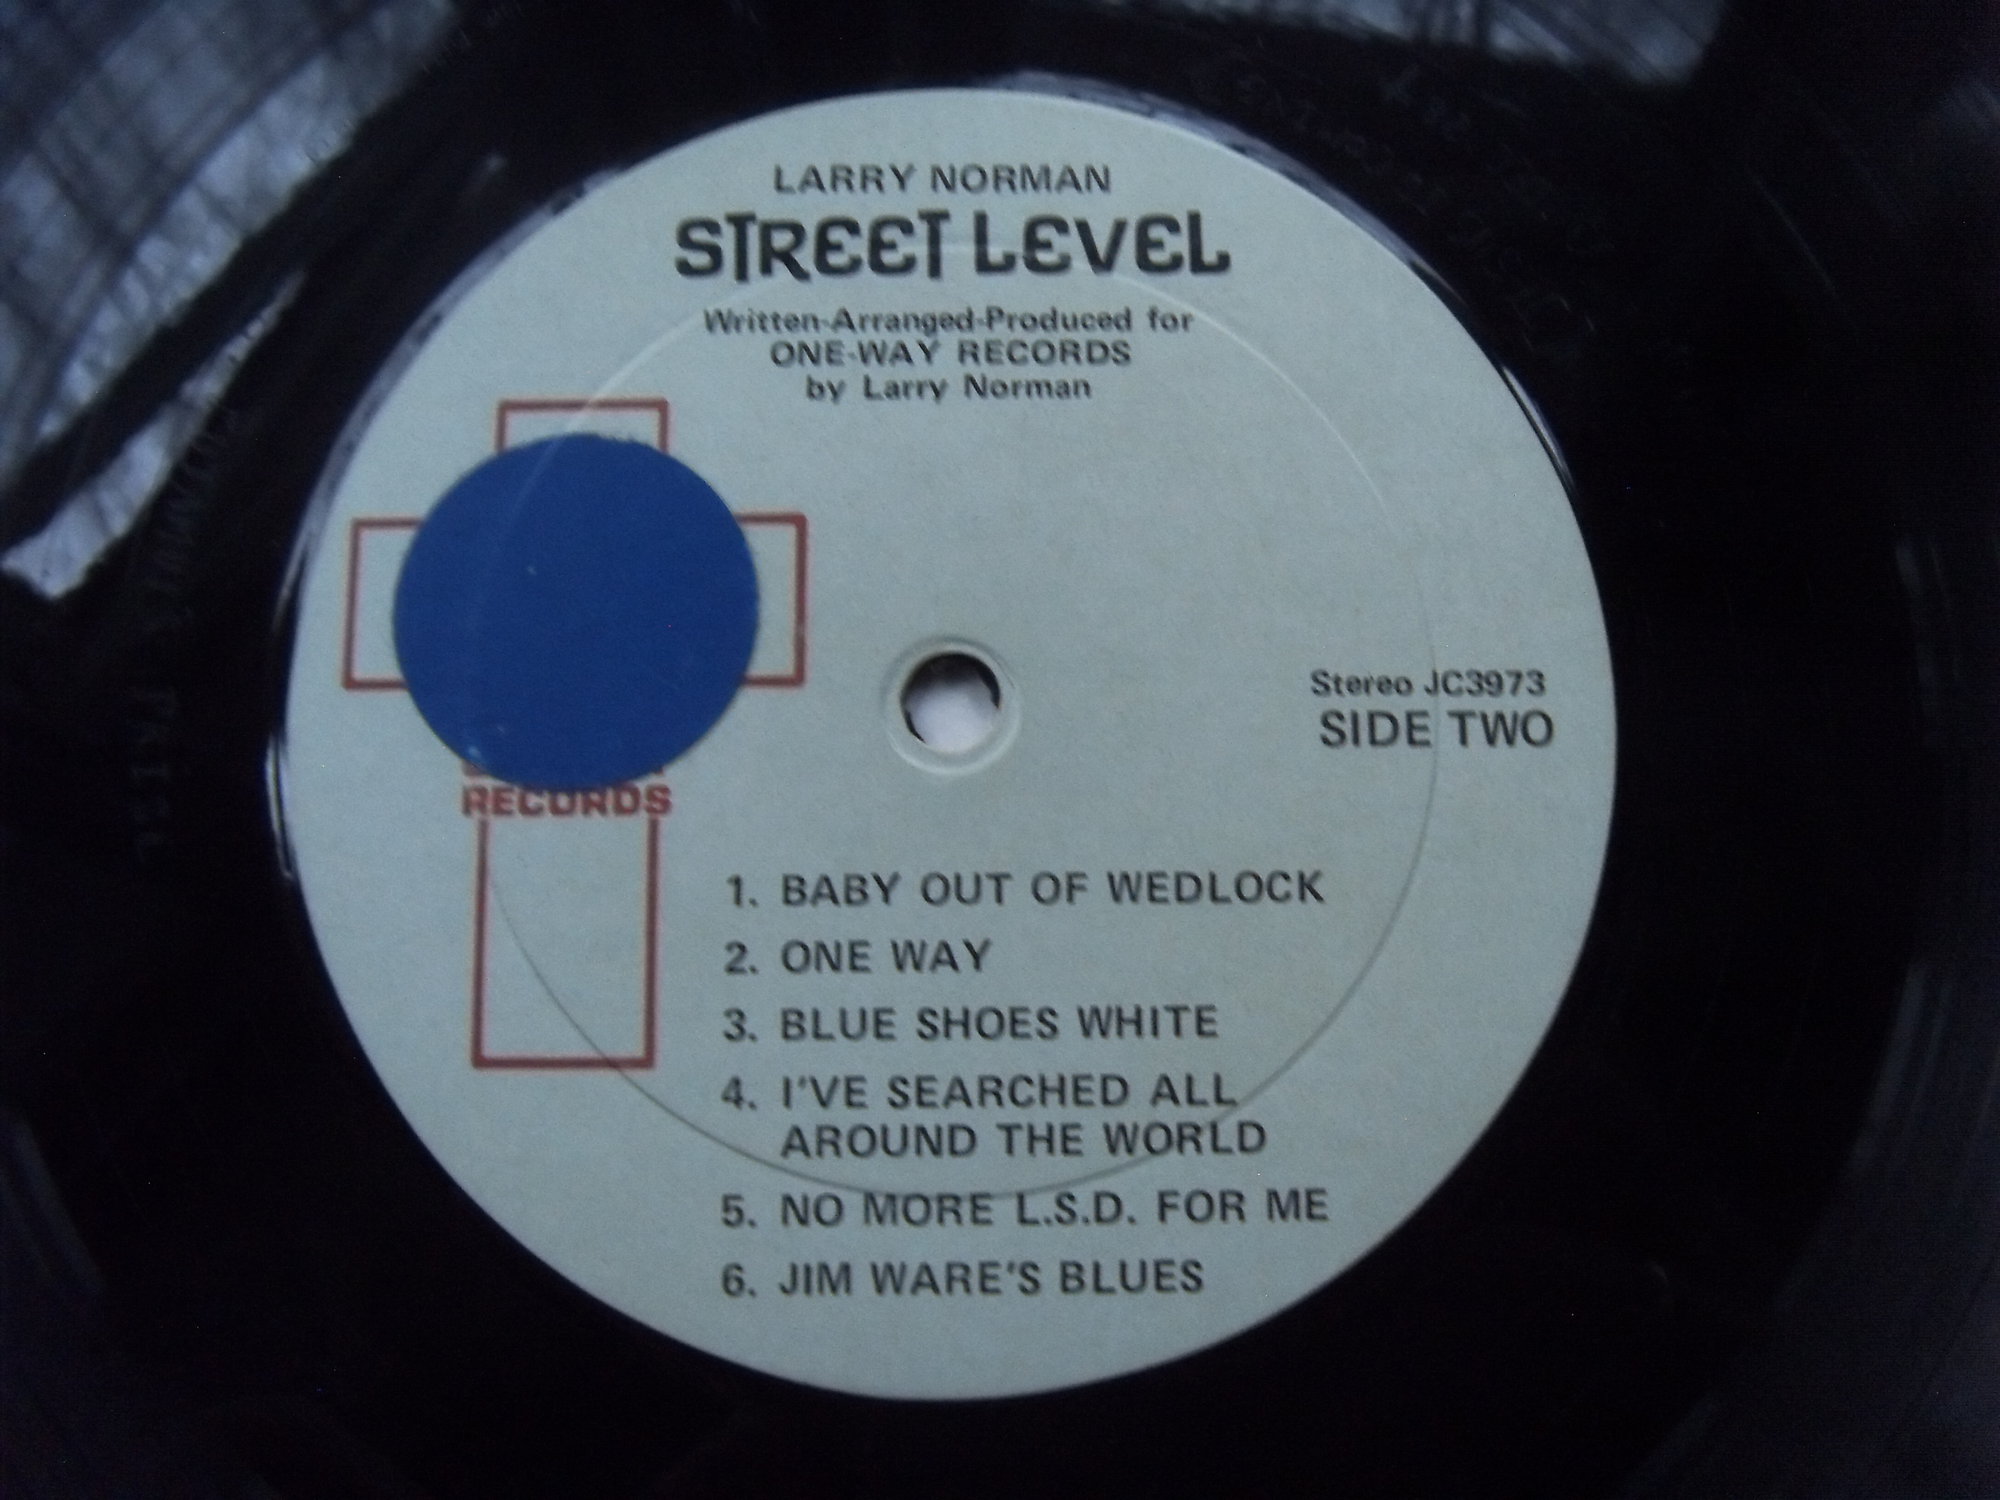 LARRY NORMAN
STREET LEVEL
Written-Arranged-Produced for
ONE-WAY RECORDS
by Larry Norman
RECORDS
Stereo JC3973
SIDE TWO
1. BABY OUT OF WEDLOCK
2. ONE WAY
3. BLUE SHOES WHITE
4. I'VE SEARCHED ALL
AROUND THE WORLD
5. NO MORE L.S.D. FOR ME
6. JIM WARE'S BLUES